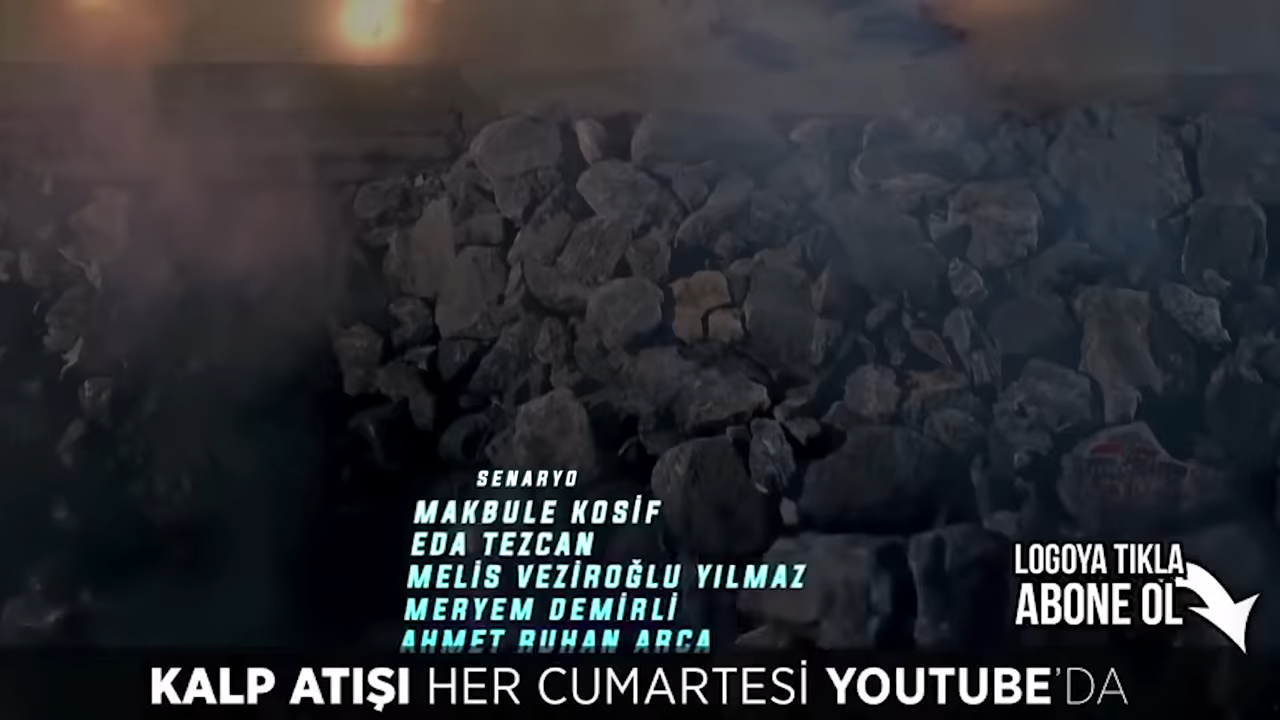 SENARYO
MAKBULE KOSİF
EDA TEZCAN
MELİS VEZİROĞLU YILMAZ
MERYEM DEMİRLİ
AHMET RUHAN ARCA
LOGOYA TIKLA
ABONE OL
KALP ATIŞI HER CUMARTESİ YOUTUBE'DA